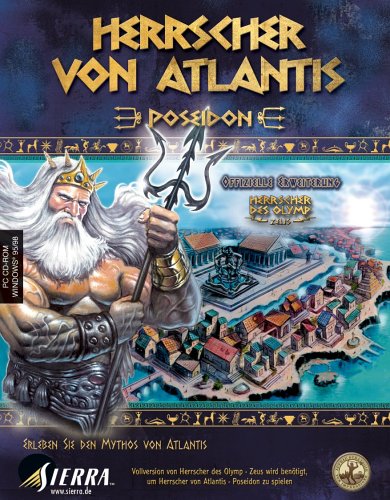 HERRSCHER
VON ATLANTIS
POSEIDON
OFFIZIELLE ERWEITERUNG
HERRSCHER
DES OLYMP
ZEUS
PC CD-ROM
WINDOWS® 95/98
ERLEBEN SIE DEN MYTHOS VON ATLANTIS
SIERRA™
www.sierra.de
Vollversion von Herrscher des Olymp - Zeus wird benötigt,
um Herrscher von Atlantis - Poseidon zu spielen